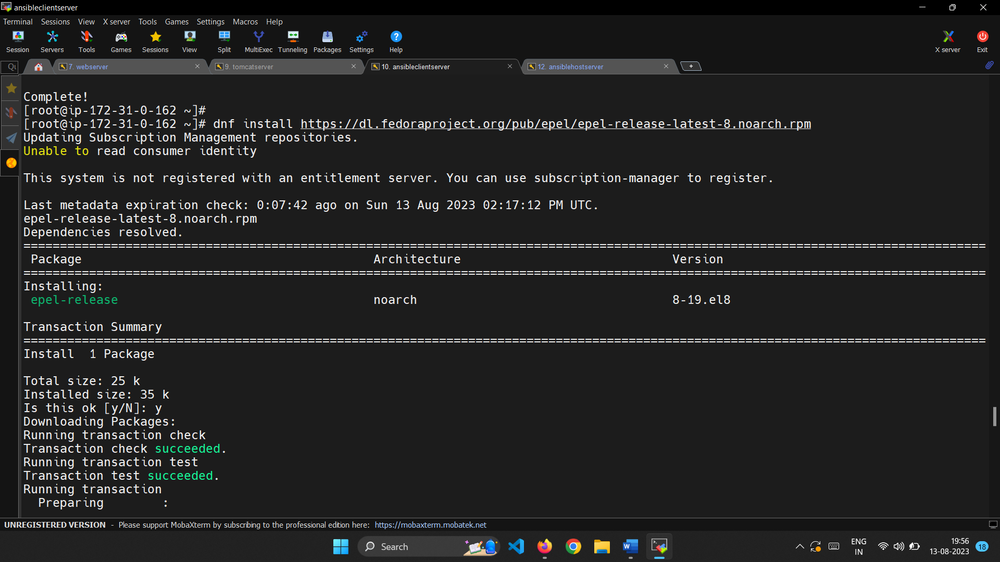 ansibleclientserver
Terminal Sessions View X server Tools Games Settings Macros Help
Session Servers Tools Games Sessions View Split MultiExec Tunneling Packages Settings Help X server Exit
Qu 7. webserver 9. tomcatserver 10. ansibleclientserver 12. ansiblehostserver
Complete!
[root@ip-172-31-0-162 ~]#
[root@ip-172-31-0-162 ~]# dnf install https://dl.fedoraproject.org/pub/epel/epel-release-latest-8.noarch.rpm
Updating Subscription Management repositories.
Unable to read consumer identity
This system is not registered with an entitlement server. You can use subscription-manager to register.
Last metadata expiration check: 0:07:42 ago on Sun 13 Aug 2023 02:17:12 PM UTC.
epel-release-latest-8.noarch.rpm
Dependencies resolved.
====================================================================================================================================
Package Architecture Version
====================================================================================================================================
Installing:
epel-release noarch 8-19.el8
Transaction Summary
====================================================================================================================================
Install 1 Package
Total size: 25 k
Installed size: 35 k
Is this ok [y/N]: y
Downloading Packages:
Running transaction check
Transaction check succeeded.
Running transaction test
Transaction test succeeded.
Running transaction
Preparing :
UNREGISTERED VERSION - Please support MobaXterm by subscribing to the professional edition here: https://mobaxterm.mobatek.net
Search
ENG
IN
19:56
13-08-2023
18